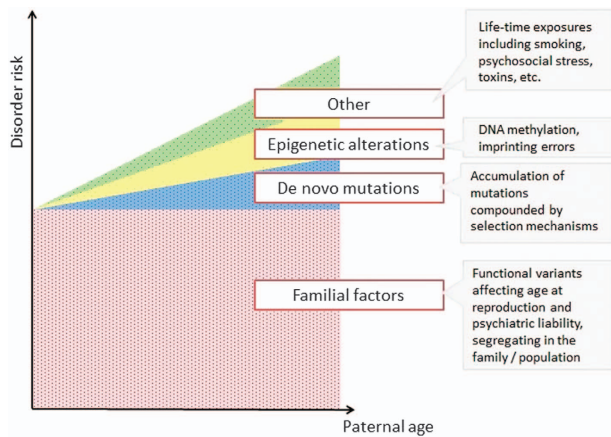 Disorder risk
Life-time exposures
including smoking,
psychosocial stress,
toxins, etc.
Other
Epigenetic alterations
DNA methylation,
imprinting errors
De novo mutations
Accumulation of
mutations
compounded by
selection mechanisms
Familial factors
Functional variants
affecting age at
reproduction and
psychiatric liability,
segregating in the
family / population
Paternal age